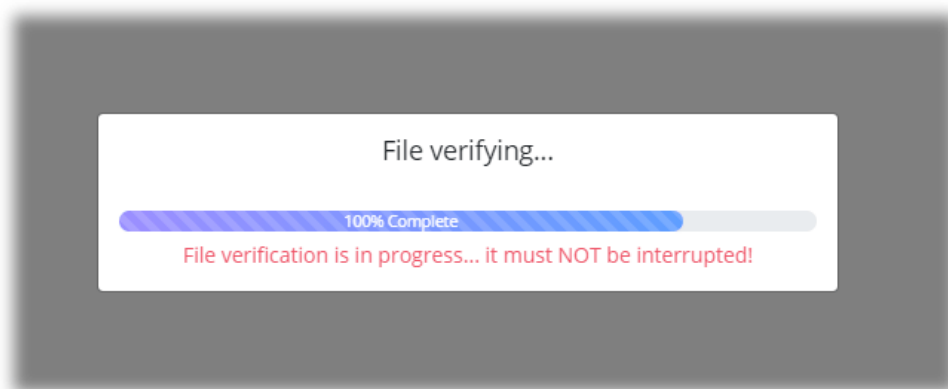 File verifying...
100% Complete
File verification is in progress... it must NOT be interrupted!